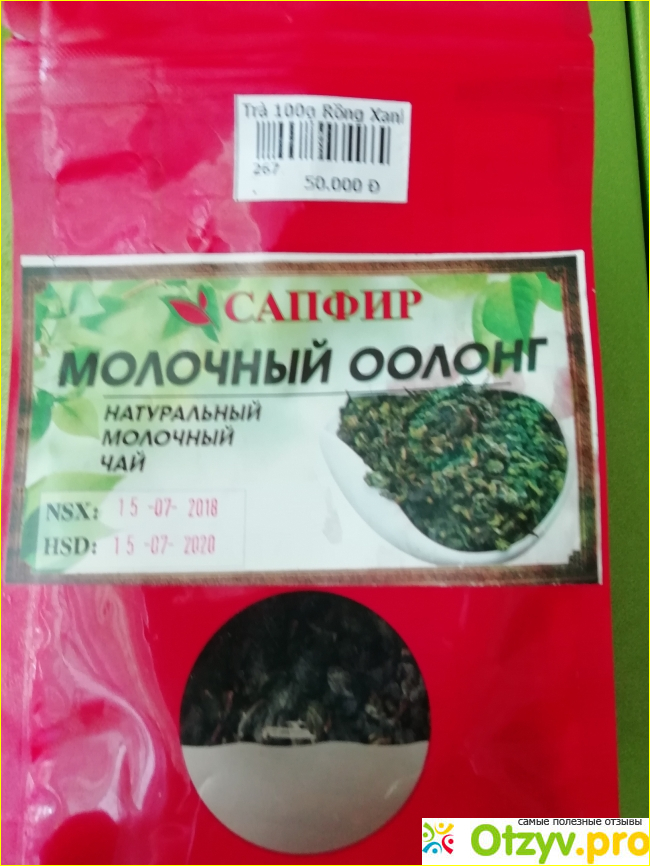 Trà 100g Rồng Xanh
267
50.000 Đ
САПФИР
МОЛОЧНЫЙ ООЛОНГ
НАТУРАЛЬНЫЙ
МОЛОЧНЫЙ
ЧАЙ
NSX: 15 -07- 2018
HSD: 15 -07- 2020
самые полезные отзывы
Otzyv.pro